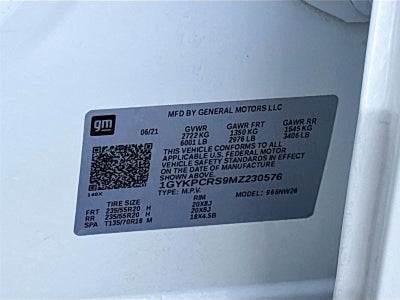 MFD BY GENERAL MOTORS LLC
gm
06/21 GVWR GAWR FRT GAWR RR
2722 KG 1350 KG 1545 KG
6001 LB 2976 LB 3406 LB
THIS VEHICLE CONFORMS TO ALL
APPLICABLE U.S. FEDERAL MOTOR
VEHICLE SAFETY STANDARDS IN EFFECT
ON THE DATE OF MANUFACTURE SHOWN ABOVE.
1GYKPCRS9MZ230576
TYPE: M.P.V. MODEL:
TIRE SIZE RIM
FRT 235/55R20 H 20X8J
RR 235/55R20 H 20X8J
SPA T135/70R18 M 18X4.5B